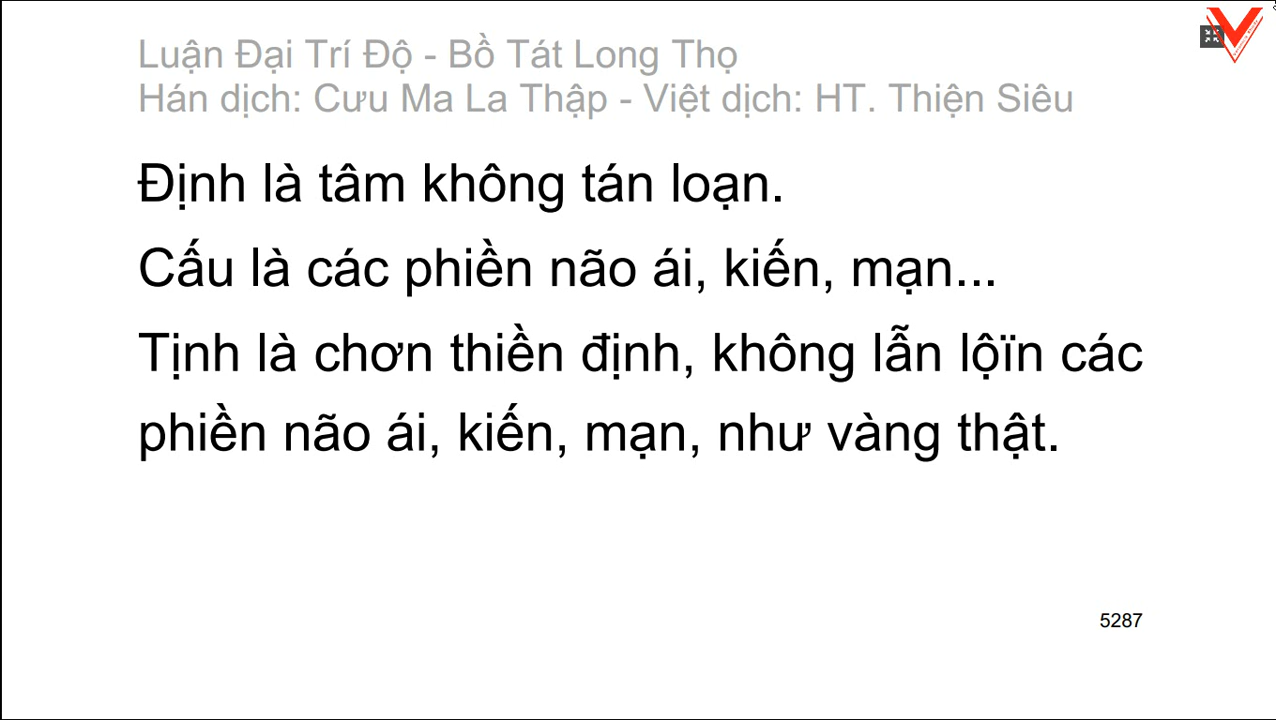 Luận Đại Trí Độ - Bồ Tát Long Thọ
Hán dịch: Cưu Ma La Thập - Việt dịch: HT. Thiện Siêu
Định là tâm không tán loạn.
Cấu là các phiền não ái, kiến, mạn...
Tịnh là chơn thiền định, không lẫn lộïn các
phiền não ái, kiến, mạn, như vàng thật.
5287